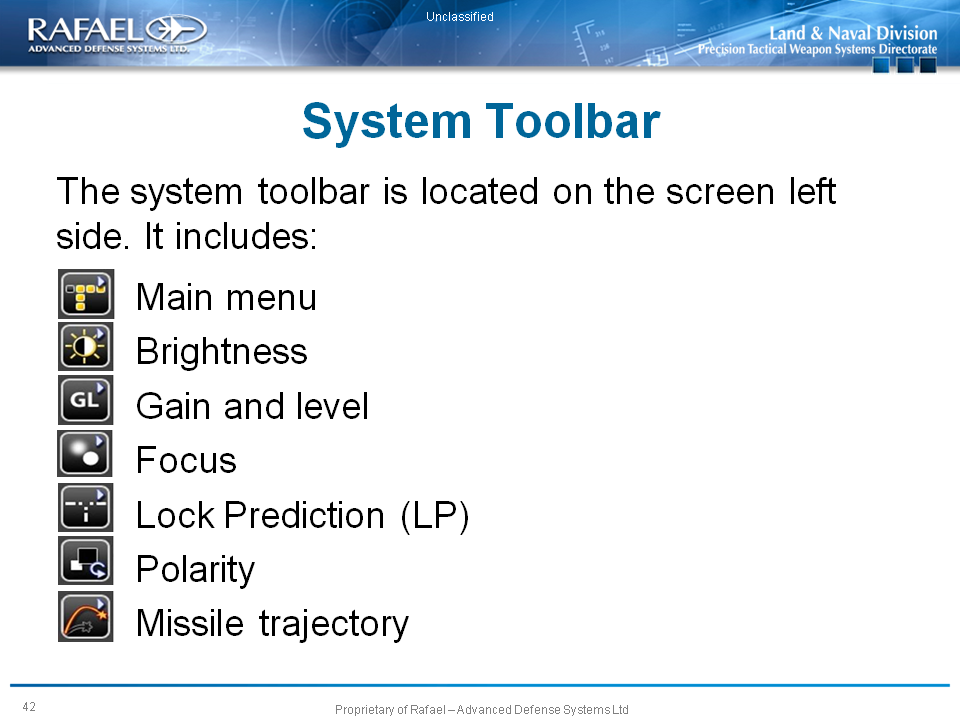 Unclassified
RAFAEL
ADVANCED DEFENSE SYSTEMS LTD.
Land & Naval Division
Precision Tactical Weapon Systems Directorate
System Toolbar
The system toolbar is located on the screen left
side. It includes:
Main menu
Brightness
GL Gain and level
Focus
i Lock Prediction (LP)
Polarity
Missile trajectory
42
Proprietary of Rafael – Advanced Defense Systems Ltd